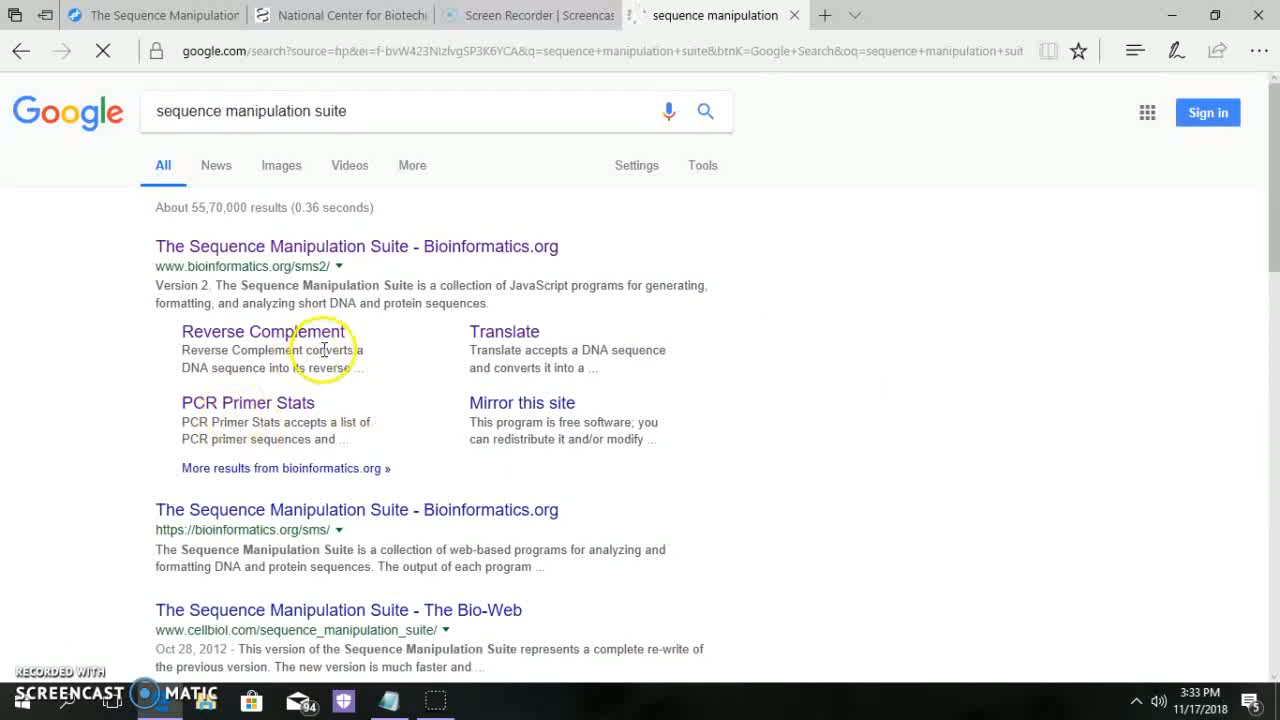 The Sequence Manipulation
National Center for Biotechn
Screen Recorder | Screencas
sequence manipulation
google.com/search?source=hp&ei=f-bvW423NIzlvgSP3K6YCA&q=sequence+manipulation+suite&btnK=Google+Search&oq=sequence+manipulation+suit
Google
sequence manipulation suite
Sign in
All News Images Videos More Settings Tools
About 55,70,000 results (0.36 seconds)
The Sequence Manipulation Suite - Bioinformatics.org
www.bioinformatics.org/sms2/
Version 2. The Sequence Manipulation Suite is a collection of JavaScript programs for generating,
formatting, and analyzing short DNA and protein sequences.
Reverse Complement
Reverse Complement converts a
DNA sequence into its reverse ...
Translate
Translate accepts a DNA sequence
and converts it into a ...
PCR Primer Stats
PCR Primer Stats accepts a list of
PCR primer sequences and ...
Mirror this site
This program is free software; you
can redistribute it and/or modify ...
More results from bioinformatics.org »
The Sequence Manipulation Suite - Bioinformatics.org
https://bioinformatics.org/sms/
The Sequence Manipulation Suite is a collection of web-based programs for analyzing and
formatting DNA and protein sequences. The output of each program ...
The Sequence Manipulation Suite - The Bio-Web
www.cellbiol.com/sequence_manipulation_suite/
Oct 28, 2012 - This version of the Sequence Manipulation Suite represents a complete re-write of
the previous version. The new version is much faster and ...
RECORDED WITH
SCREENCAST MATIC
94
3:33 PM
11/17/2018
5